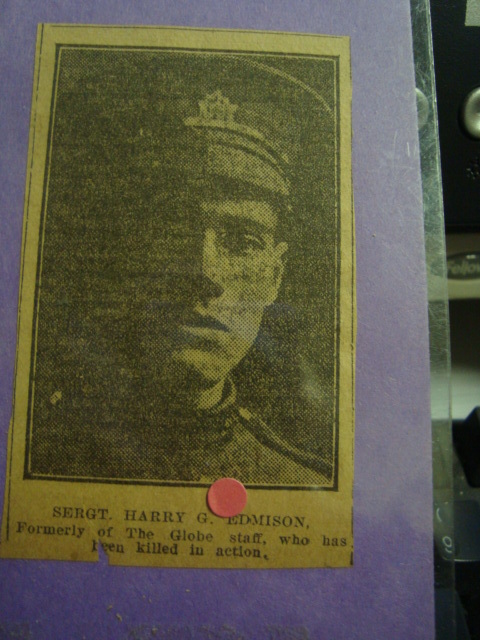 SERGT. HARRY G. EDMISON,
Formerly of The Globe staff, who has
been killed in action.